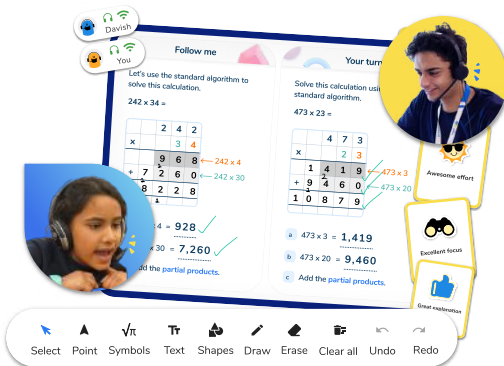 Davish
You
Follow me
Let's use the standard algorithm to
solve this calculation.
242 x 34 =
2 4 2
x 3 4
9 6 8 ← 242 x 4
+ 7 2 6 0 ← 242 x 30
8 2 2 8
1
4 = 928
x 30 = 7,260
add the partial products.
Your turn
Solve this calculation
standard algorithm.
473 x 23 =
4 7 3
x 2 3
1 4 1 9 ← 473 x 3
2
+ 9 4 6 0 ← 473 x 20
1 0 8 7 9
a 473 x 3 = 1,419
b 473 x 20 = 9,460
c Add the partial products.
Awesome effort
Excellent focus
Great explanation
Select Point Symbols Text Shapes Draw Erase Clear all Undo Redo
√π
Tт